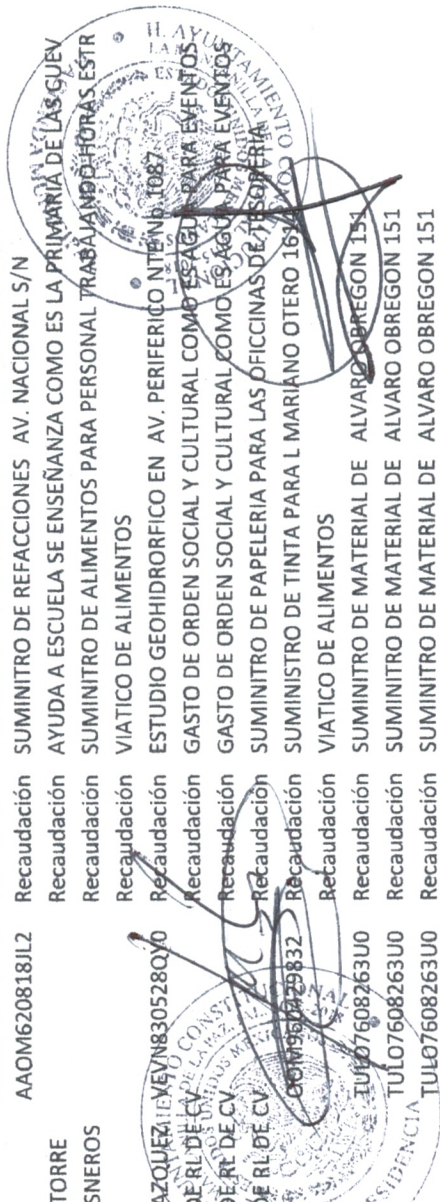 AAOM620818JL2 Recaudación SUMINITRO DE REFACCIONES AV. NACIONAL S/N
TORRE Recaudación AYUDA A ESCUELA SE ENSEÑANZA COMO ES LA PRIMARIA DE LAS GUEV
SNEROS Recaudación SUMINITRO DE ALIMENTOS PARA PERSONAL TRABAJANDO HORAS ESTR
Recaudación VIATICO DE ALIMENTOS
AZQUEZ YEVN830528QY0 Recaudación ESTUDIO GEOHIDRORFICO EN AV. PERIFERICO NTE No. 1087
DE RL DE CV Recaudación GASTO DE ORDEN SOCIAL Y CULTURAL COMO ES AGUA PARA EVENTOS
DE RL DE CV Recaudación GASTO DE ORDEN SOCIAL Y CULTURAL COMO ES AGUA PARA EVENTOS
DE RL DE CV Recaudación SUMINITRO DE PAPELERIA PARA LAS OFICCINAS DE TESORERIA
Recaudación SUMINISTRO DE TINTA PARA L MARIANO OTERO
Recaudación VIATICO DE ALIMENTOS
TULO7608263U0 Recaudación SUMINITRO DE MATERIAL DE ALVARO OBREGON 151
TULO7608263U0 Recaudación SUMINITRO DE MATERIAL DE ALVARO OBREGON 151
TULO7608263U0 Recaudación SUMINITRO DE MATERIAL DE ALVARO OBREGON 151
H. AYUNTAMIENTO